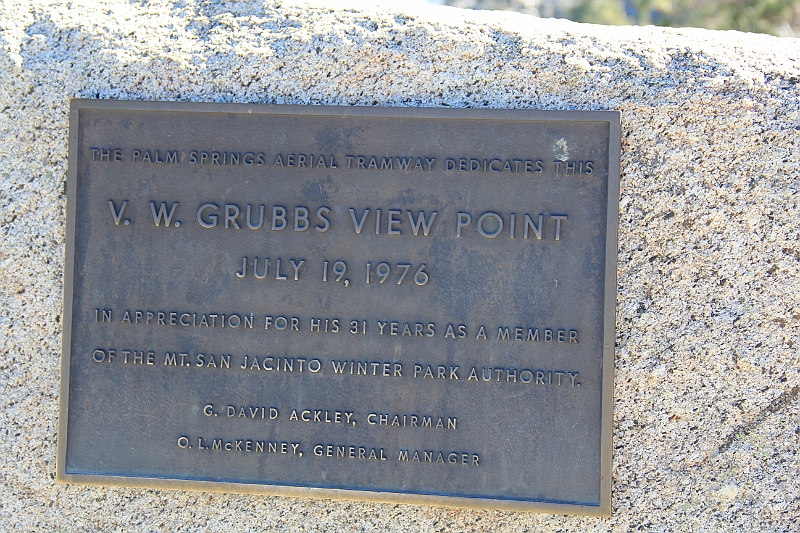 THE PALM SPRINGS AERIAL TRAMWAY DEDICATES THIS
V. W. GRUBBS VIEW POINT
JULY 19, 1976
IN APPRECIATION FOR HIS 31 YEARS AS A MEMBER
OF THE MT. SAN JACINTO WINTER PARK AUTHORITY.
G. DAVID ACKLEY, CHAIRMAN
O. L. McKENNEY, GENERAL MANAGER